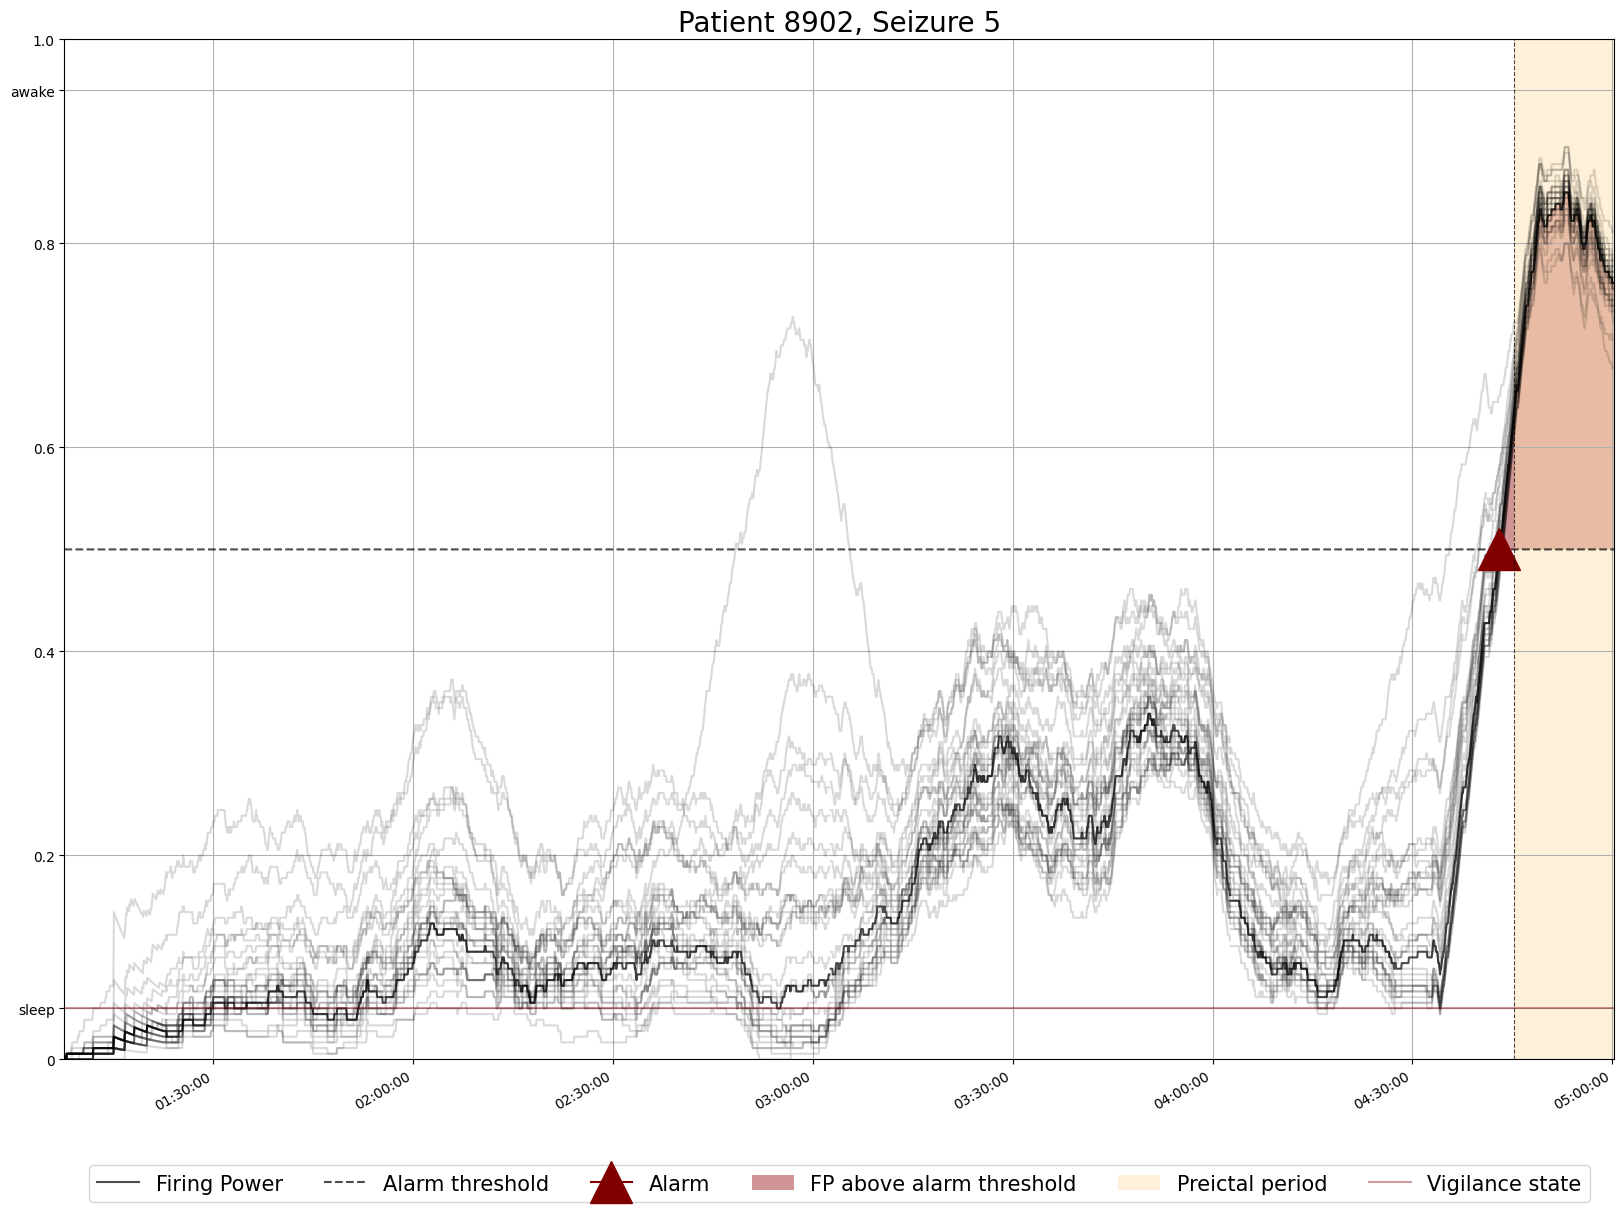 Patient 8902, Seizure 5
1.0
awake
0.8
0.6
0.4
0.2
sleep
0
01:30:00
02:00:00
02:30:00
03:00:00
03:30:00
04:00:00
04:30:00
05:00:00
Firing Power
Alarm threshold
Alarm
FP above alarm threshold
Preictal period
Vigilance state